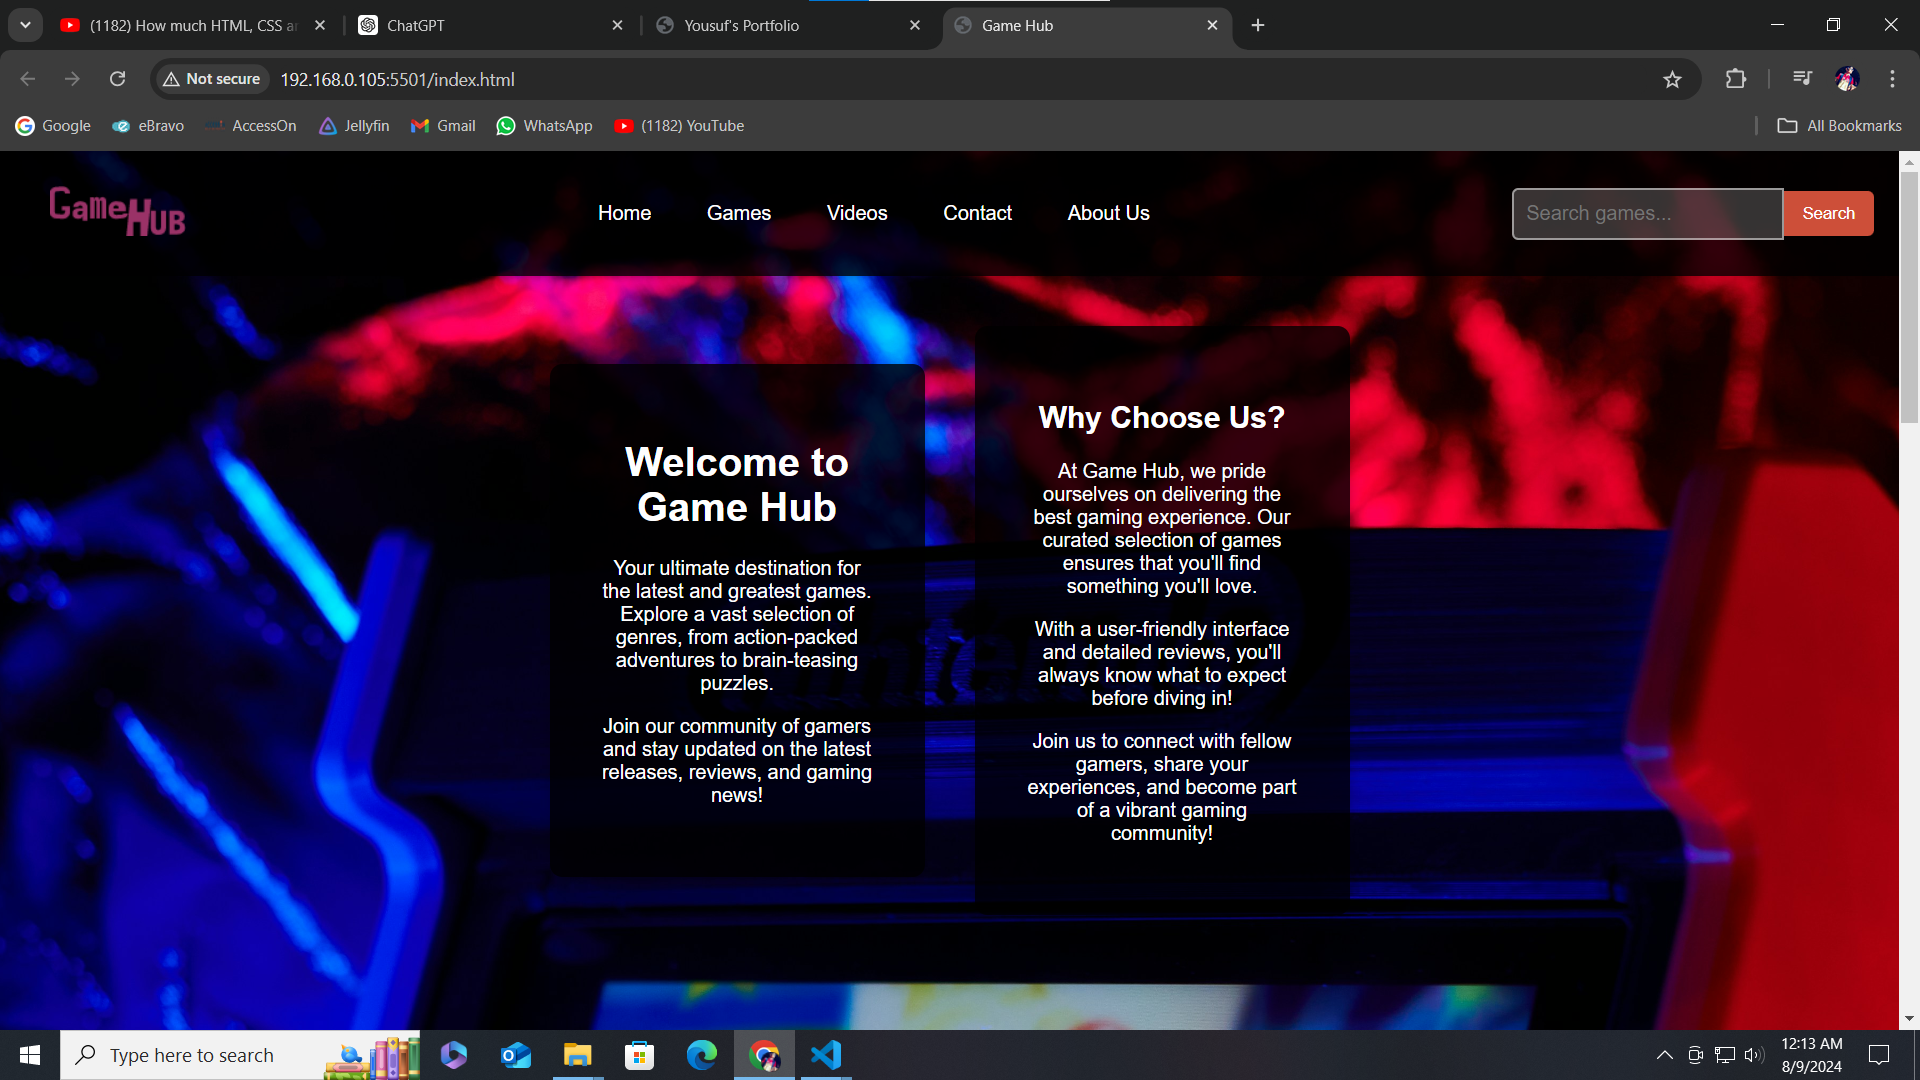 (1182) How much HTML, CSS an
ChatGPT
Yousuf's Portfolio
Game Hub
Not secure
192.168.0.105:5501/index.html
Google
eBravo
AccessOn
Jellyfin
Gmail
WhatsApp
(1182) YouTube
All Bookmarks
GameHUB
Home
Games
Videos
Contact
About Us
Search games...
Search
Welcome to
Game Hub
Your ultimate destination for
the latest and greatest games.
Explore a vast selection of
genres, from action-packed
adventures to brain-teasing
puzzles.
Join our community of gamers
and stay updated on the latest
releases, reviews, and gaming
news!
Why Choose Us?
At Game Hub, we pride
ourselves on delivering the
best gaming experience. Our
curated selection of games
ensures that you'll find
something you'll love.
With a user-friendly interface
and detailed reviews, you'll
always know what to expect
before diving in!
Join us to connect with fellow
gamers, share your
experiences, and become part
of a vibrant gaming
community!
Type here to search
12:13 AM
8/9/2024